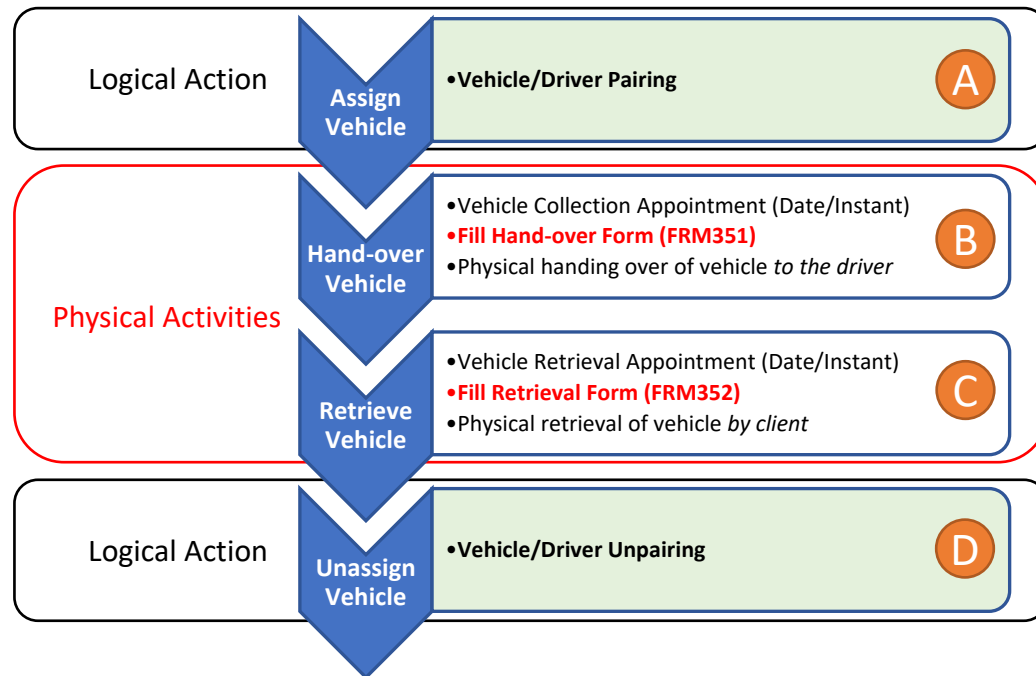 Logical Action
Assign
Vehicle
•Vehicle/Driver Pairing
A
Physical Activities
Hand-over
Vehicle
•Vehicle Collection Appointment (Date/Instant)
•Fill Hand-over Form (FRM351)
•Physical handing over of vehicle to the driver
B
Retrieve
Vehicle
•Vehicle Retrieval Appointment (Date/Instant)
•Fill Retrieval Form (FRM352)
•Physical retrieval of vehicle by client
C
Logical Action
Unassign
Vehicle
•Vehicle/Driver Unpairing
D